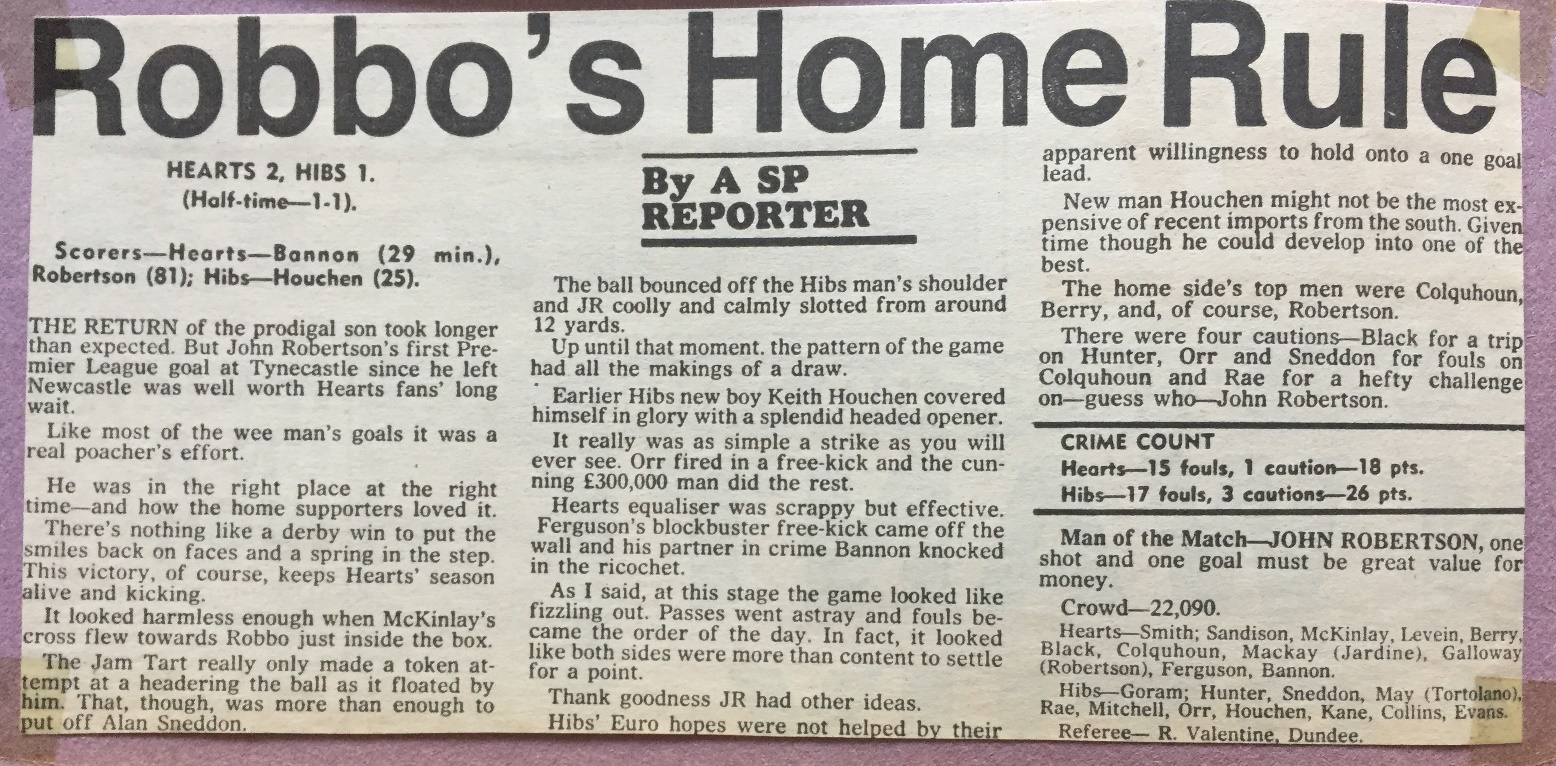 Robbo's Home Rule
HEARTS 2, HIBS 1.
(Half-time—1-1).
Scorers—Hearts—Bannon (29 min.),
Robertson (81); Hibs—Houchen (25).
THE RETURN of the prodigal son took longer
than expected. But John Robertson's first Pre-
mier League goal at Tynecastle since he left
Newcastle was well worth Hearts fans' long
wait.
Like most of the wee man's goals it was a
real poacher's effort.
He was in the right place at the right
time—and how the home supporters loved it.
There's nothing like a derby win to put the
smiles back on faces and a spring in the step.
This victory, of course, keeps Hearts' season
alive and kicking.
It looked harmless enough when McKinlay's
cross flew towards Robbo just inside the box.
The Jam Tart really only made a token at-
tempt at a headering the ball as it floated by
him. That, though, was more than enough to
put off Alan Sneddon.
By A SP
REPORTER
The ball bounced off the Hibs man's shoulder
and JR coolly and calmly slotted from around
12 yards.
Up until that moment. the pattern of the game
had all the makings of a draw.
Earlier Hibs new boy Keith Houchen covered
himself in glory with a splendid headed opener.
It really was as simple a strike as you will
ever see. Orr fired in a free-kick and the cun-
ning £300,000 man did the rest.
Hearts equaliser was scrappy but effective.
Ferguson's blockbuster free-kick came off the
wall and his partner in crime Bannon knocked
in the ricochet.
As I said, at this stage the game looked like
fizzling out. Passes went astray and fouls be-
came the order of the day. In fact, it looked
like both sides were more than content to settle
for a point.
Thank goodness JR had other ideas.
Hibs' Euro hopes were not helped by their
apparent willingness to hold onto a one goal
lead.
New man Houchen might not be the most ex-
pensive of recent imports from the south. Given
time though he could develop into one of the
best.
The home side's top men were Colquhoun,
Berry, and, of course, Robertson.
There were four cautions—Black for a trip
on Hunter, Orr and Sneddon for fouls on
Colquhoun and Rae for a hefty challenge
on—guess who—John Robertson.
CRIME COUNT
Hearts—15 fouls, 1 caution—18 pts.
Hibs—17 fouls, 3 cautions—26 pts.
Man of the Match—JOHN ROBERTSON, one
shot and one goal must be great value for
money.
Crowd—22,090.
Hearts—Smith; Sandison, McKinlay, Levein, Berry,
Black, Colquhoun, Mackay (Jardine), Galloway
(Robertson), Ferguson, Bannon.
Hibs—Goram; Hunter, Sneddon, May (Tortolano),
Rae, Mitchell, Orr, Houchen, Kane, Collins, Evans.
Referee— R. Valentine, Dundee.